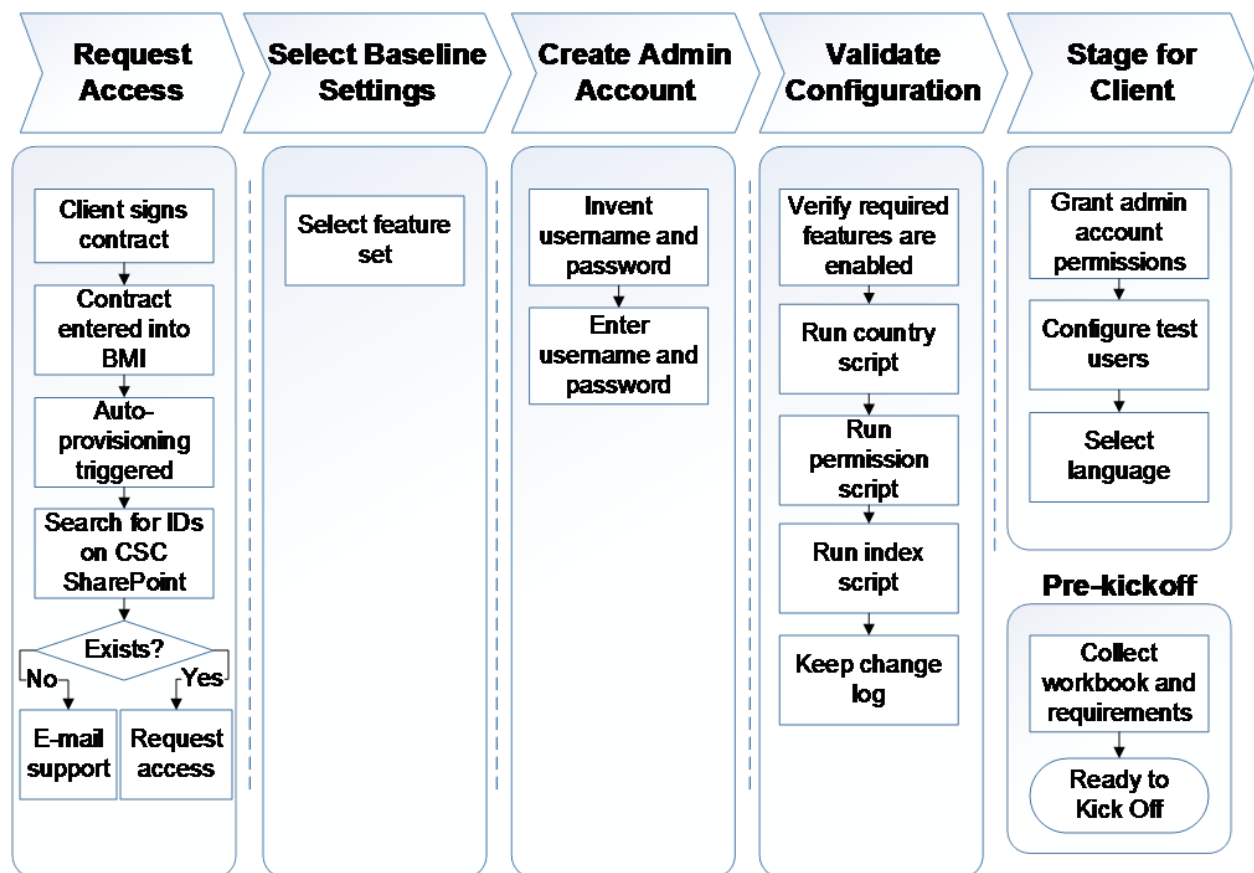 Request
Access
Select Baseline
Settings
Create Admin
Account
Validate
Configuration
Stage for
Client
Client signs
contract
Contract
entered into
BMI
Auto-
provisioning
triggered
Search for IDs
on CSC
SharePoint
Exists?
No
Yes
E-mail
support
Request
access
Select feature
set
Invent
username and
password
Enter
username and
password
Verify required
features are
enabled
Run country
script
Run
permission
script
Run index
script
Keep change
log
Grant admin
account
permissions
Configure test
users
Select
language
Pre-kickoff
Collect
workbook and
requirements
Ready to
Kick Off